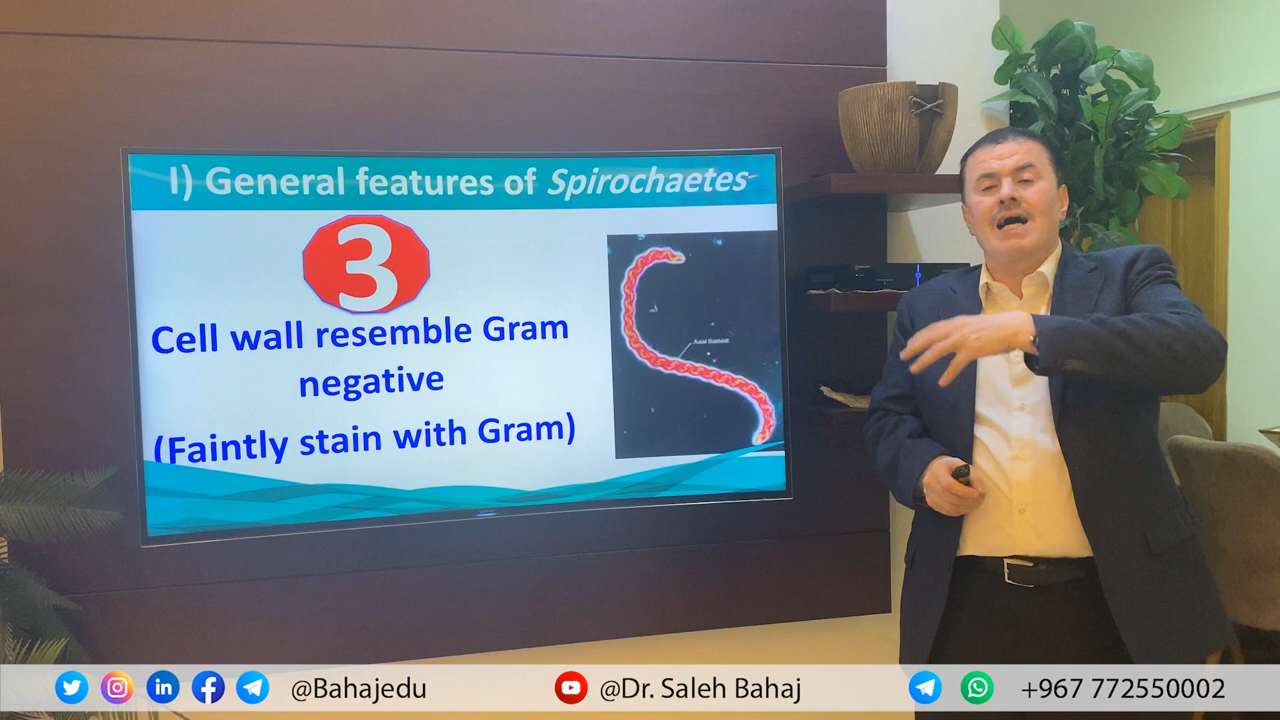 I) General features of Spirochaetes
3
Cell wall resemble Gram
negative
(Faintly stain with Gram)
@Bahajedu
@Dr. Saleh Bahaj
+967 772550002